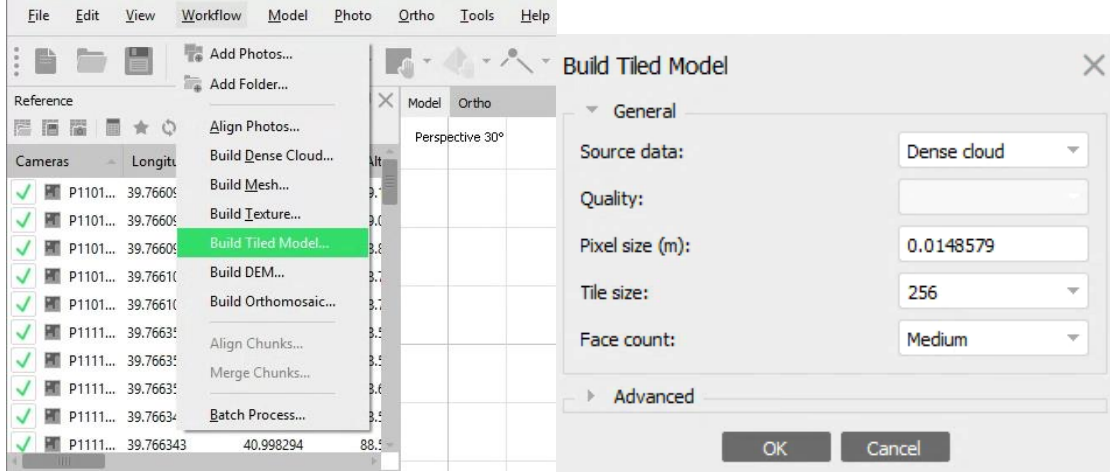 File Edit View Workflow Model Photo Ortho Tools Help
Add Photos...
Add Folder...
Align Photos...
Build Dense Cloud...
Build Mesh...
Build Texture...
Build Tiled Model...
Build DEM...
Build Orthomosaic...
Align Chunks...
Merge Chunks...
Batch Process...
Reference
Cameras Longitu Alt
P1101... 39.76609
P1101... 39.76609
P1101... 39.76609
P1101... 39.76610
P1101... 39.76610
P1111... 39.76635
P1111... 39.76635
P1111... 39.76635
P1111... 39.76634
P1111... 39.766343 40.998294 88.5
Model Ortho
Perspective 30°
Build Tiled Model
General
Source data: Dense cloud
Quality:
Pixel size (m): 0.0148579
Tile size: 256
Face count: Medium
Advanced
OK Cancel